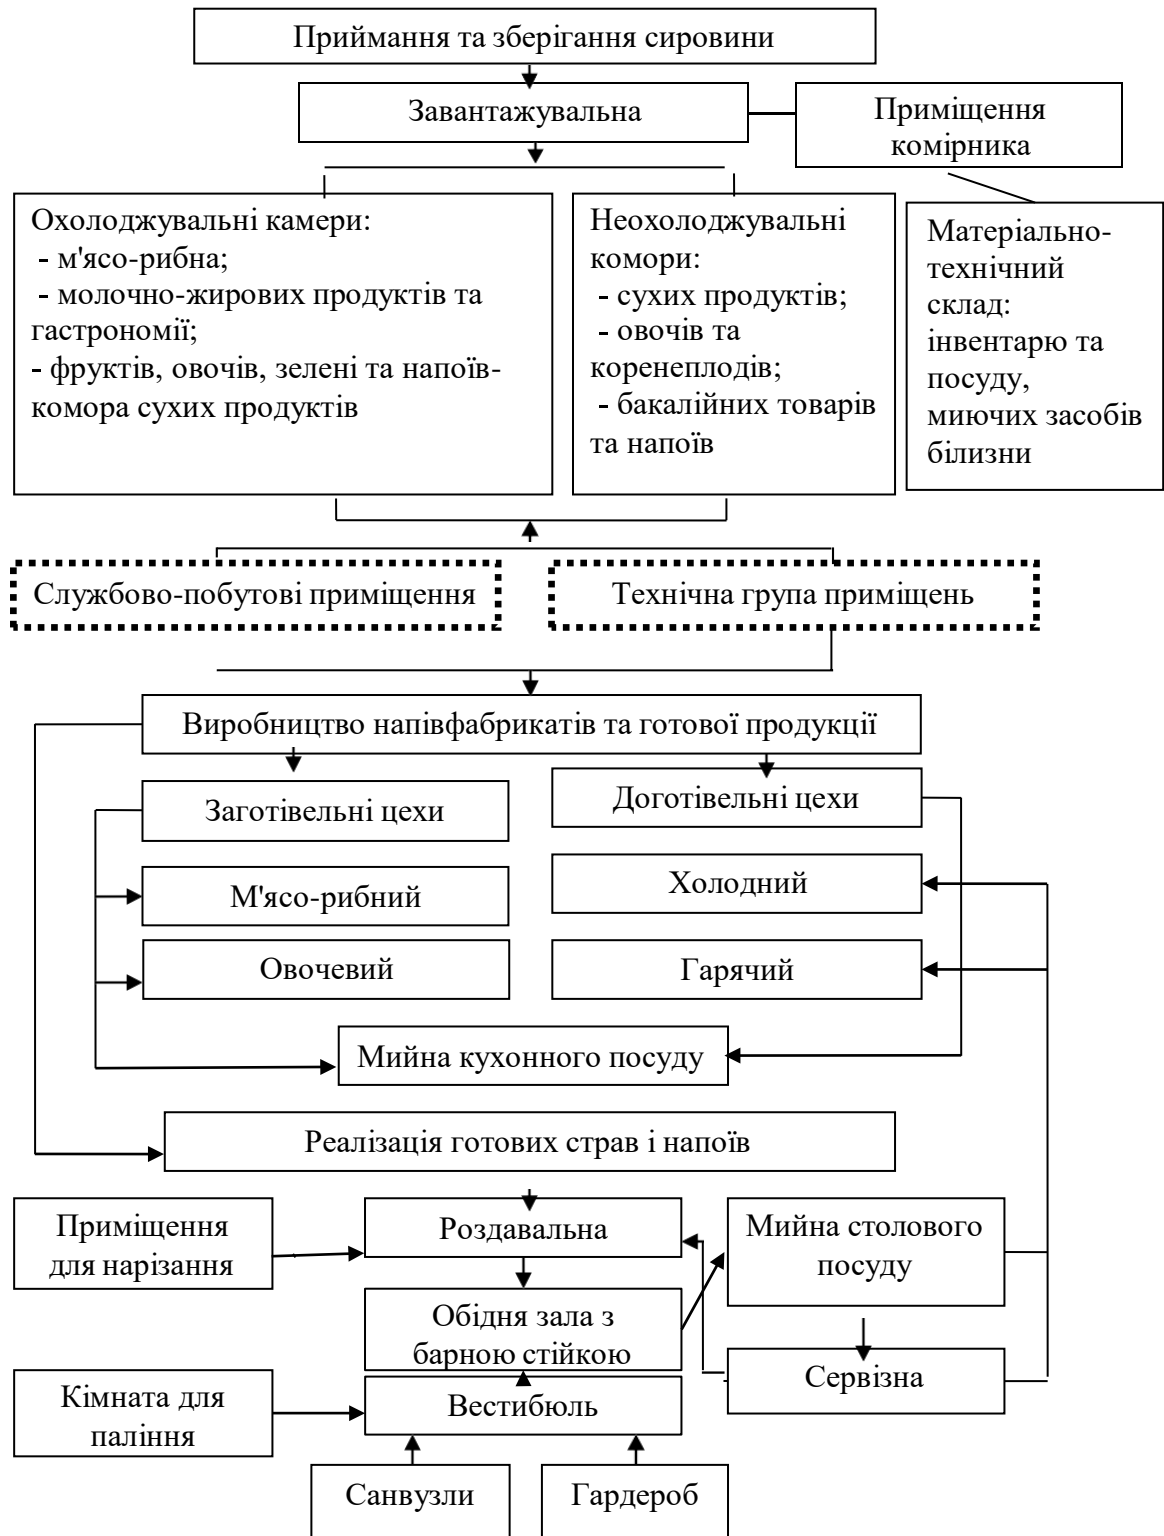 Приймання та зберігання сировини
Завантажувальна
Приміщення
комірника
Охолоджувальні камери:
- м'ясо-рибна;
- молочно-жирових продуктів та
гастрономії;
- фруктів, овочів, зелені та напоїв-
комора сухих продуктів
Неохолоджувальні
комори:
- сухих продуктів;
- овочів та
коренеплодів;
- бакалійних товарів
та напоїв
Матеріально-
технічний
склад:
інвентарю та
посуду,
миючих засобів
білизни
Службово-побутові приміщення
Технічна група приміщень
Виробництво напівфабрикатів та готової продукції
Заготівельні цехи
Доготівельні цехи
М'ясо-рибний
Холодний
Овочевий
Гарячий
Мийна кухонного посуду
Реалізація готових страв і напоїв
Приміщення
для нарізання
Роздавальна
Мийна столового
посуду
Обідня зала з
барною стійкою
Сервізна
Кімната для
паління
Вестибюль
Санвузли
Гардероб